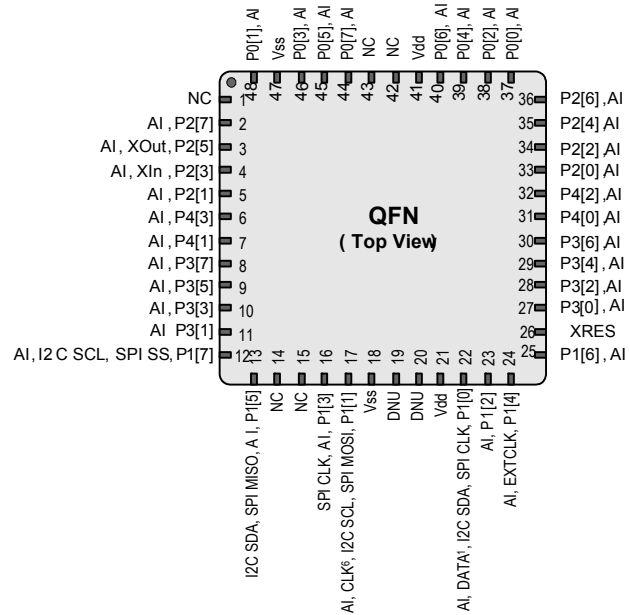 P0[1], AI
Vss
P0[3], AI
P0[5], AI
P0[7], AI
NC
NC
Vdd
P0[6], AI
P0[4], AI
P0[2], AI
P0[0], AI
48
47
46
45
44
43
42
41
40
39
38
37
NC 1
AI, P2[7] 2
AI, XOut, P2[5] 3
AI, XIn, P2[3] 4
AI, P2[1] 5
AI, P4[3] 6
AI, P4[1] 7
AI, P3[7] 8
AI, P3[5] 9
AI, P3[3] 10
AI P3[1] 11
AI, I2 C SCL, SPI SS, P1[7] 12
QFN
( Top View)
36 P2[6], AI
35 P2[4], AI
34 P2[2], AI
33 P2[0], AI
32 P4[2], AI
31 P4[0], AI
30 P3[6], AI
29 P3[4], AI
28 P3[2], AI
27 P3[0], AI
26 XRES
25 P1[6], AI
13
14
15
16
17
18
19
20
21
22
23
24
I2C SDA, SPI MISO, A I, P1[5]
NC
NC
SPI CLK, AI, P1[3]
AI, CLK⁶, I2C SCL, SPI MOSI, P1[1]
Vss
DNU
DNU
Vdd
AI, DATA¹, I2C SDA, SPI CLK, P1[0]
AI, P1[2]
AI, EXTCLK, P1[4]